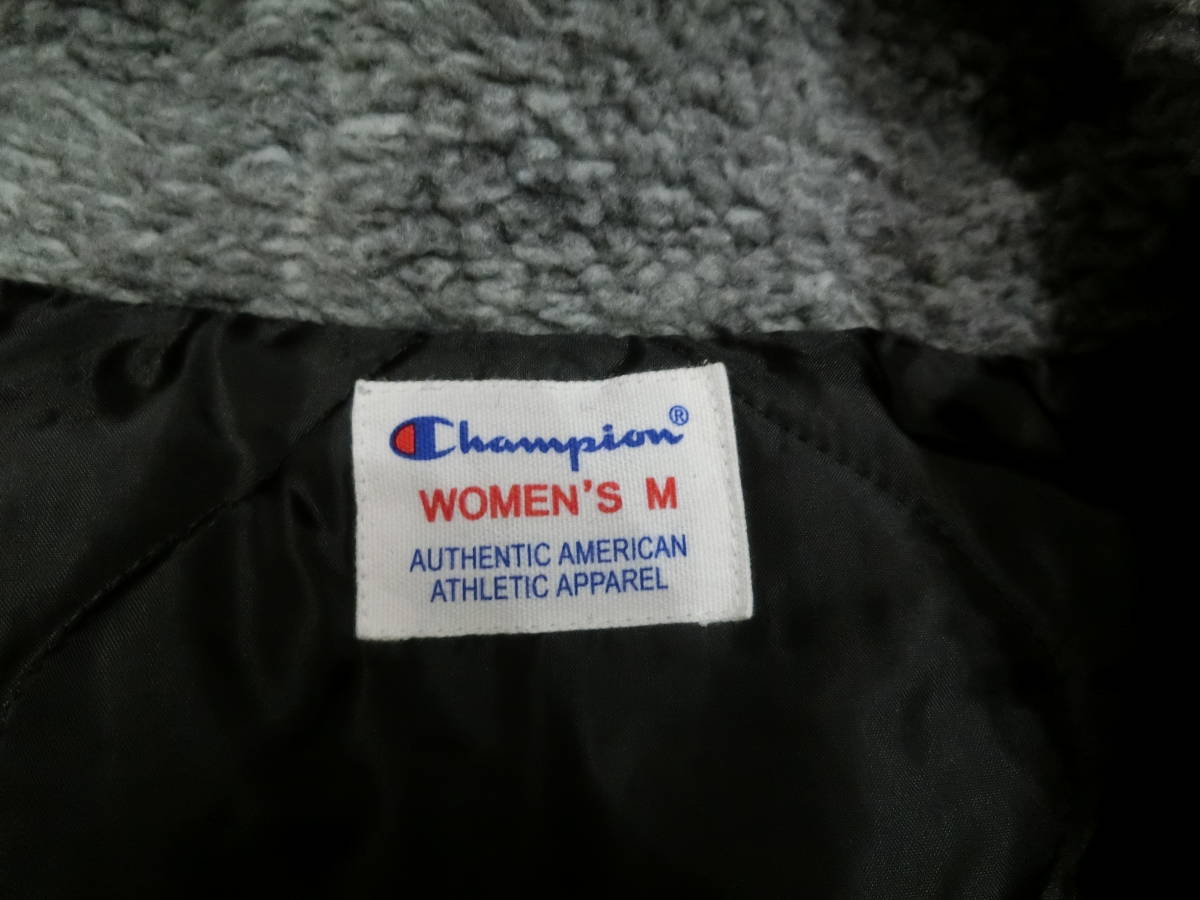 Champion®
WOMEN'S M
AUTHENTIC AMERICAN
ATHLETIC APPAREL